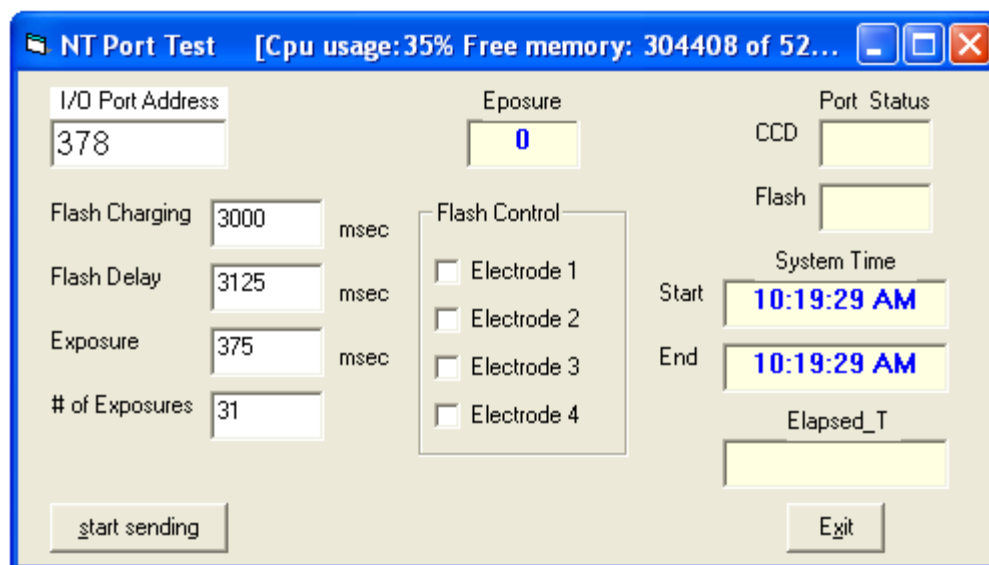 NT Port Test [Cpu usage:35% Free memory: 304408 of 52...
I/O Port Address
378
Eposure
0
Port Status
CCD
Flash
Flash Charging 3000 msec
Flash Delay 3125 msec
Exposure 375 msec
# of Exposures 31
Flash Control
Electrode 1
Electrode 2
Electrode 3
Electrode 4
System Time
Start 10:19:29 AM
End 10:19:29 AM
Elapsed_T
start sending
Exit